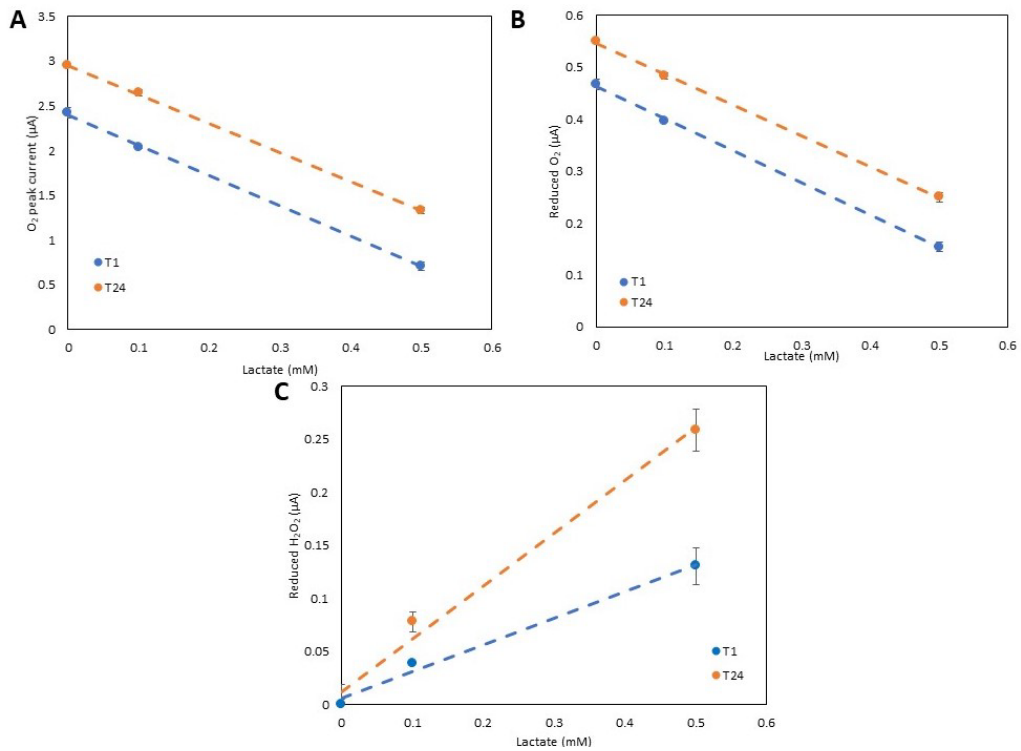 A
O₂ peak current (µA)
3.5
3
2.5
2
1.5
1
0.5
0
T1
T24
0 0.1 0.2 0.3 0.4 0.5 0.6
Lactate (mM)
B
Reduced O₂ (µA)
0.6
0.5
0.4
0.3
0.2
0.1
0
T1
T24
0 0.1 0.2 0.3 0.4 0.5 0.6
Lactate (mM)
C
Reduced H₂O₂ (µA)
0.3
0.25
0.2
0.15
0.1
0.05
0
T1
T24
0 0.1 0.2 0.3 0.4 0.5 0.6
Lactate (mM)